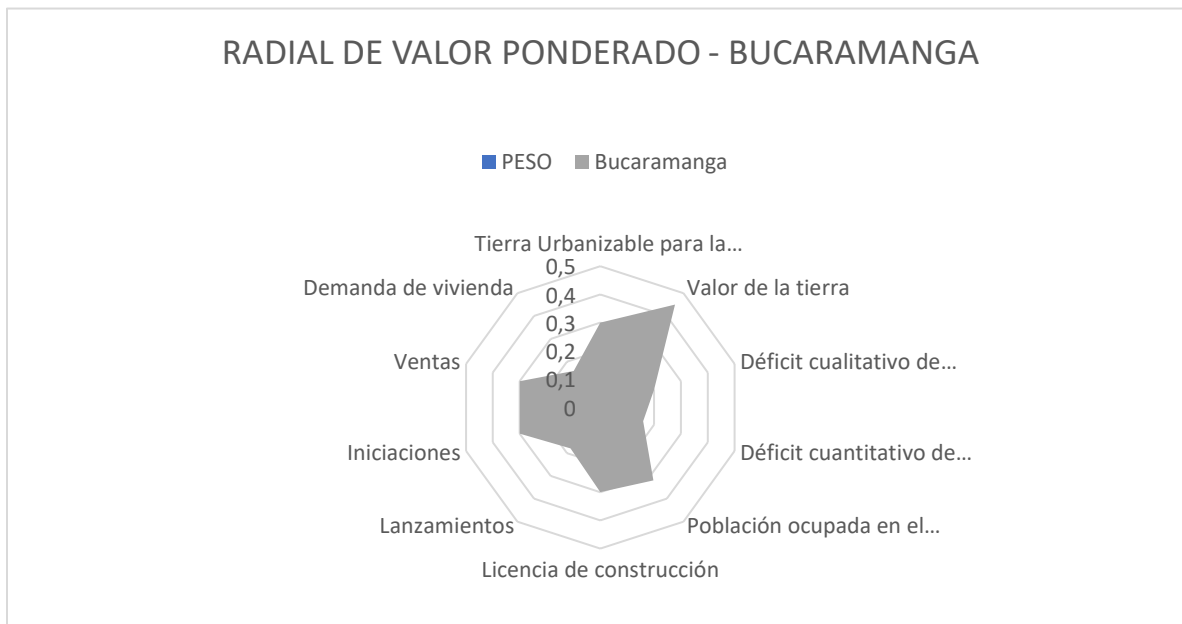 RADIAL DE VALOR PONDERADO - BUCARAMANGA
PESO Bucaramanga
Tierra Urbanizable para la...
Valor de la tierra
Déficit cualitativo de...
Déficit cuantitativo de...
Población ocupada en el...
Licencia de construcción
Lanzamientos
Iniciaciones
Ventas
Demanda de vivienda
0,5
0,4
0,3
0,2
0,1
0